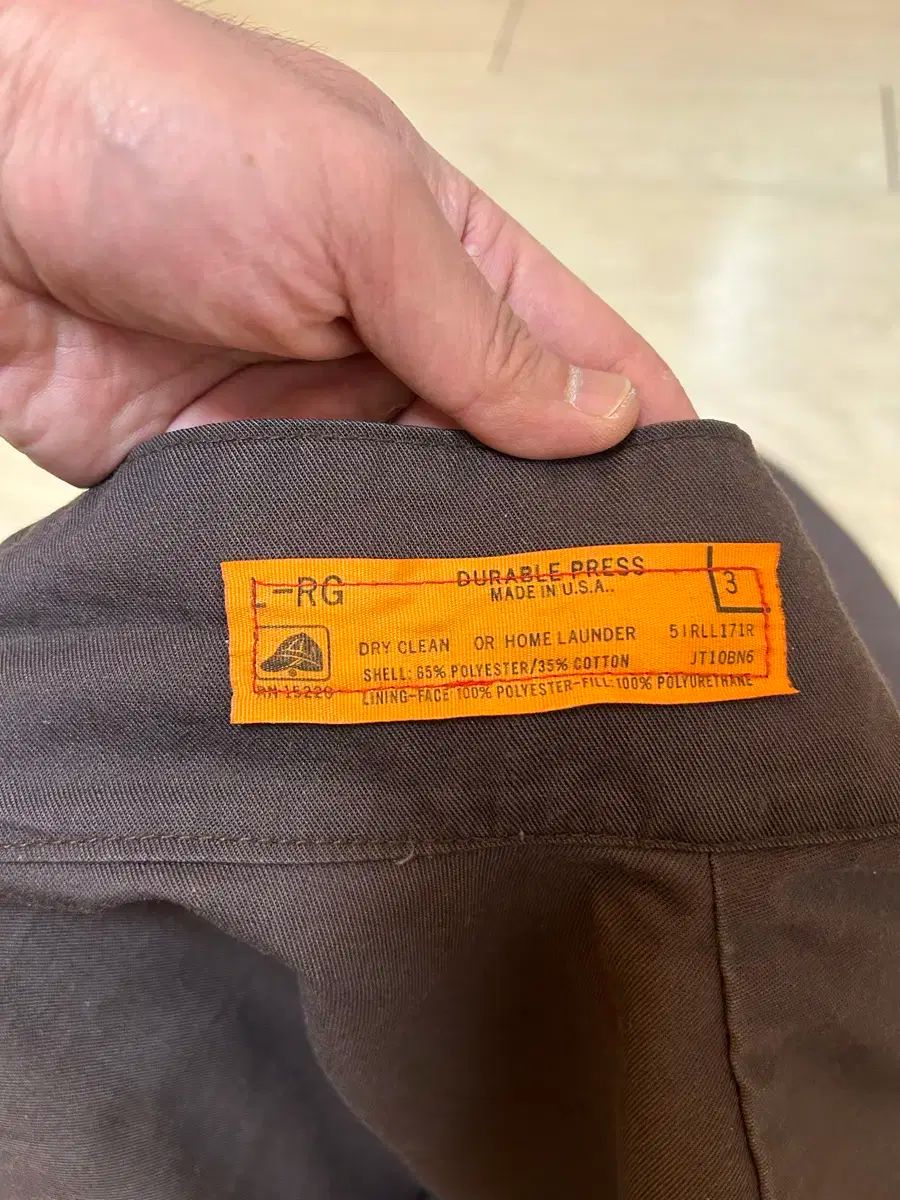 L-RG
DURABLE PRESS
MADE IN U.S.A..
3
DRY CLEAN OR HOME LAUNDER
51RLL171R
SHELL: 65% POLYESTER/35% COTTON
JT10BN6
RN 15220
LINING-FACE 100% POLYESTER-FILL 100% POLYURETHANE